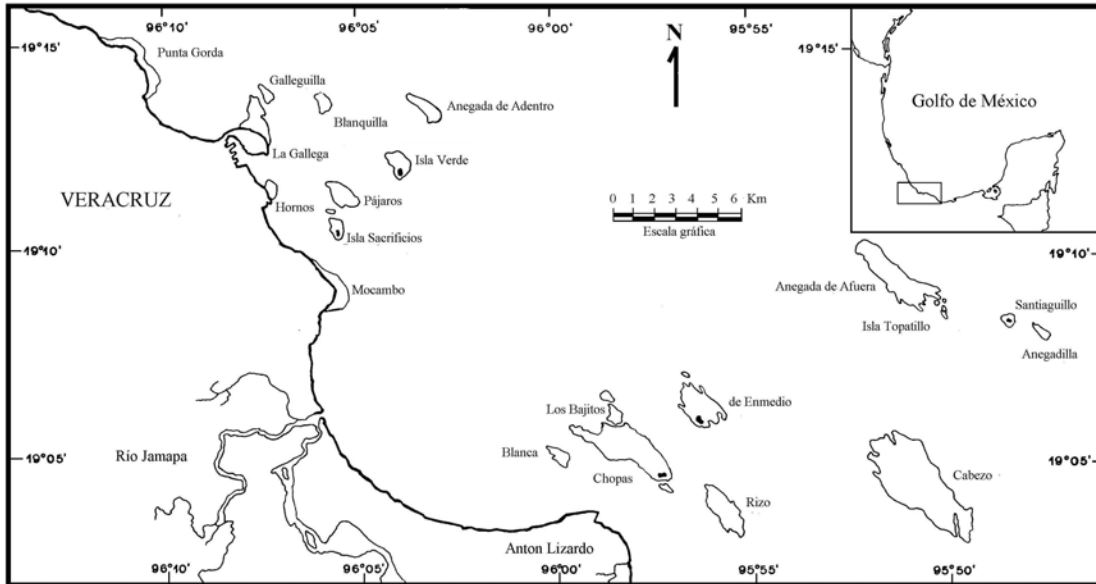 96°10'
96°05'
96°00'
95°55'
19°15'
19°15'
N
Punta Gorda
Galleguilla
Blanquilla
Anegada de Adentro
Golfo de México
La Gallega
Isla Verde
VERACRUZ
Hornos
Pájaros
0 1 2 3 4 5 6 Km
Escala gráfica
Isla Sacrificios
19°10'
19°10'
Mocambo
Anegada de Afuera
Isla Topatillo
Santiaguillo
Anegadilla
Los Bajitos
de Enmedio
Blanca
Río Jamapa
19°05'
19°05'
Chopas
Cabezo
Rizo
Anton Lizardo
96°10'
96°05'
96°00'
95°55'
95°50'